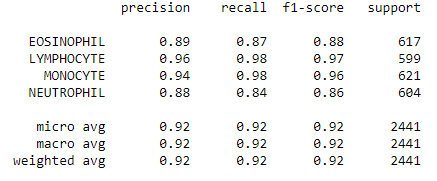 precision recall f1-score support
EOSINOPHIL 0.89 0.87 0.88 617
LYMPHOCYTE 0.96 0.98 0.97 599
MONOCYTE 0.94 0.98 0.96 621
NEUTROPHIL 0.88 0.84 0.86 604
micro avg 0.92 0.92 0.92 2441
macro avg 0.92 0.92 0.92 2441
weighted avg 0.92 0.92 0.92 2441